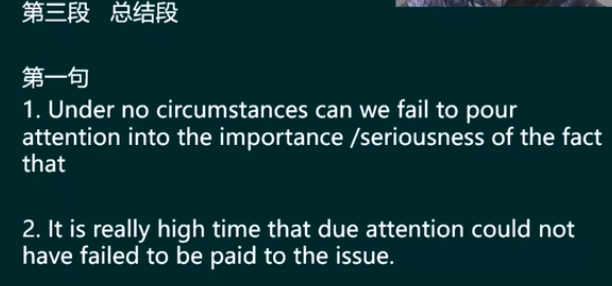 第三段 总结段
第一句
1. Under no circumstances can we fail to pour
attention into the importance /seriousness of the fact
that
2. It is really high time that due attention could not
have failed to be paid to the issue.